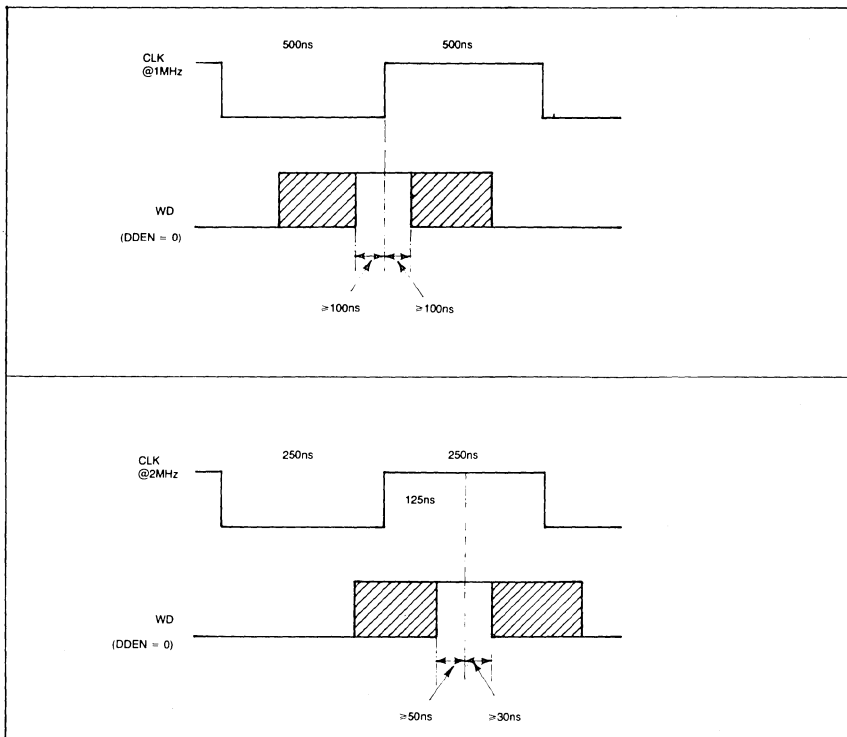 500ns 500ns
CLK
@1MHz
WD
(DDEN = 0)
≥100ns ≥100ns
250ns 250ns
CLK
@2MHz
125ns
WD
(DDEN = 0)
≥50ns ≥30ns